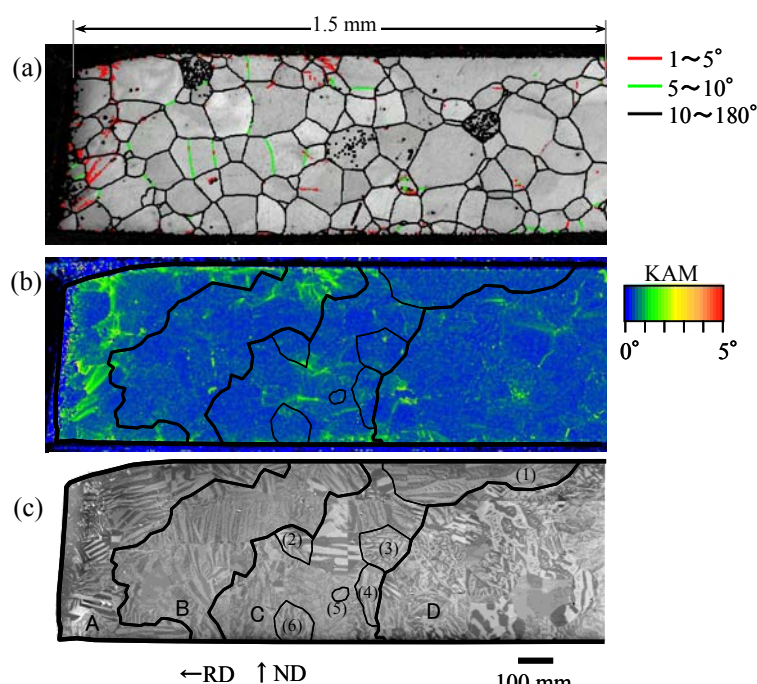 1.5 mm
(a)
1～5°
5～10°
10～180°
(b)
KAM
0° 5°
(c)
(1)
(2)
(3)
(4)
(5)
(6)
A B C D
←RD ↑ND
100 mm